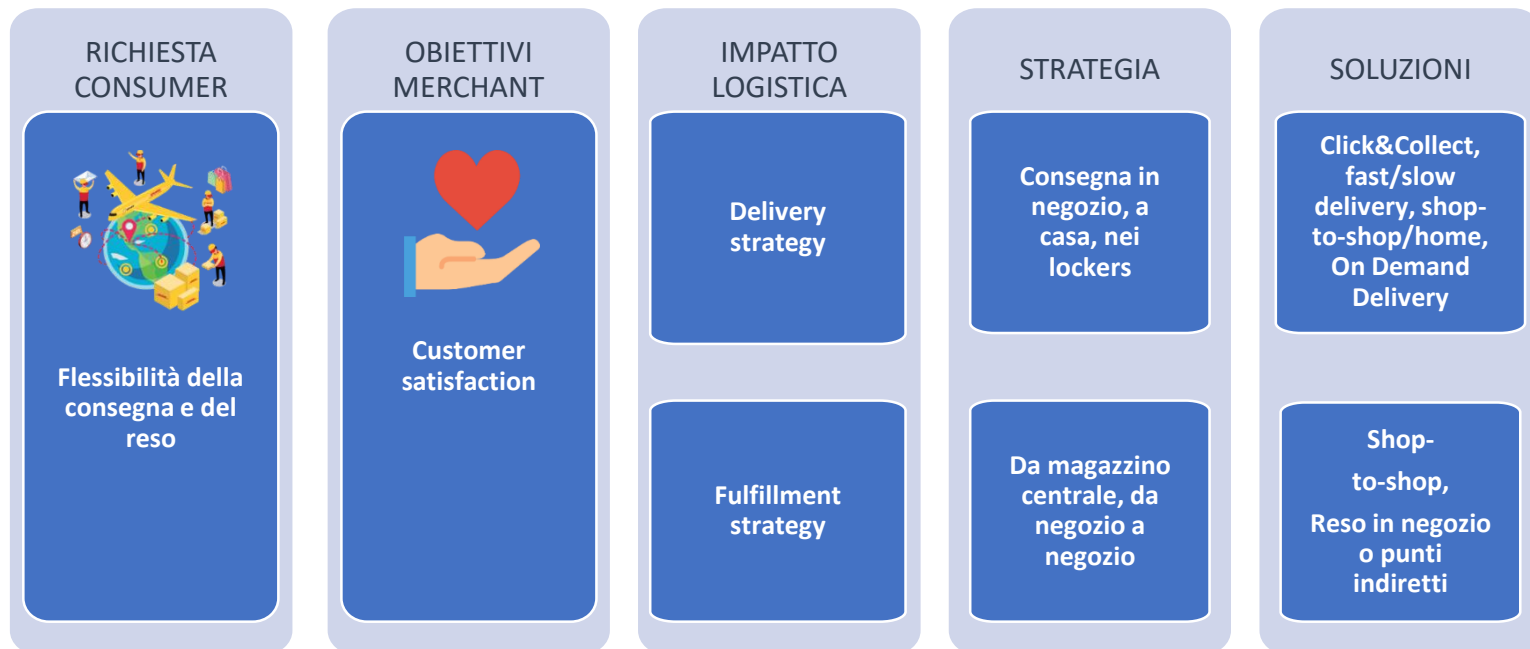 RICHIESTA
CONSUMER
Flessibilità della
consegna e del
reso
OBIETTIVI
MERCHANT
Customer
satisfaction
IMPATTO
LOGISTICA
Delivery
strategy
Fulfillment
strategy
STRATEGIA
Consegna in
negozio, a
casa, nei
lockers
Da magazzino
centrale, da
negozio a
negozio
SOLUZIONI
Click&Collect,
fast/slow
delivery, shop-
to-shop/home,
On Demand
Delivery
Shop-
to-shop,
Reso in negozio
o punti
indiretti